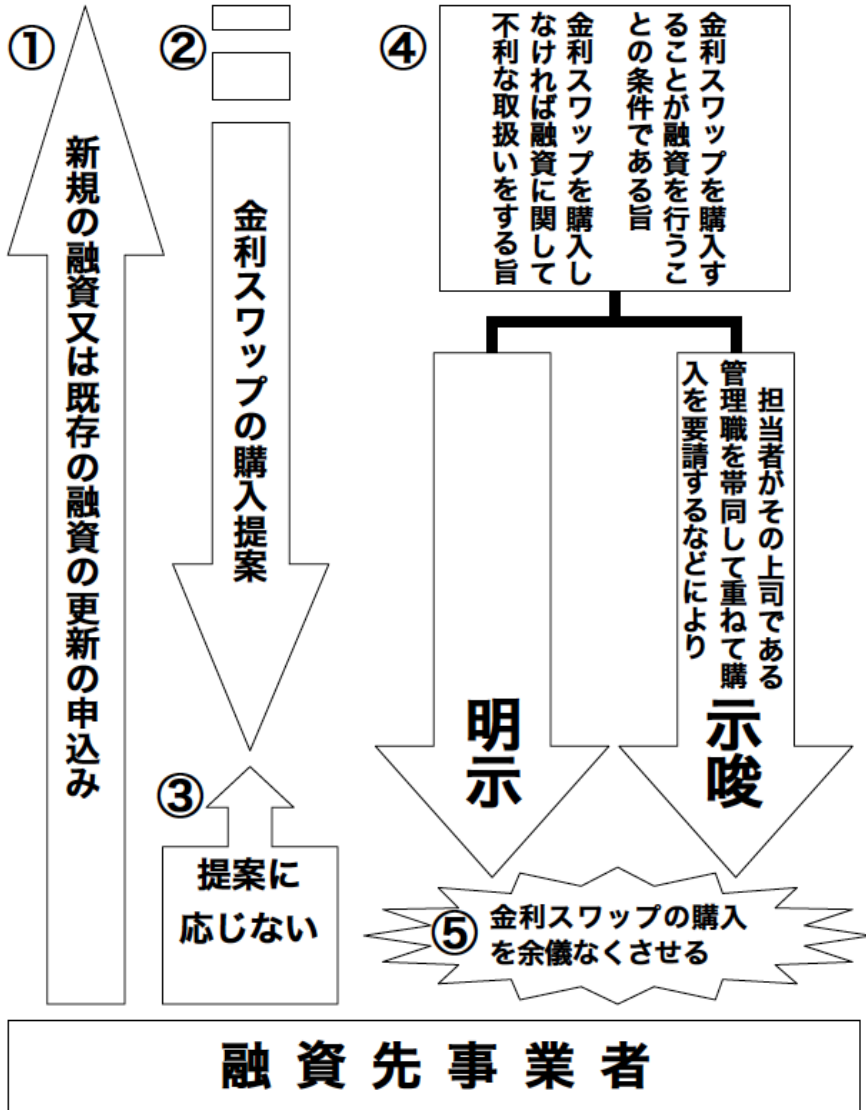 ①
新規の融資又は既存の融資の更新の申込み
②
金利スワップの購入提案
③
提案に
応じない
④
金利スワップを購入す
ることが融資を行うこ
との条件である旨
金利スワップを購入し
なければ融資に関して
不利な取扱いをする旨
明示
担当者がその上司である
管理職を帯同して重ねて購
入を要請するなどにより
示唆
⑤
金利スワップの購入
を余儀なくさせる
融資先事業者